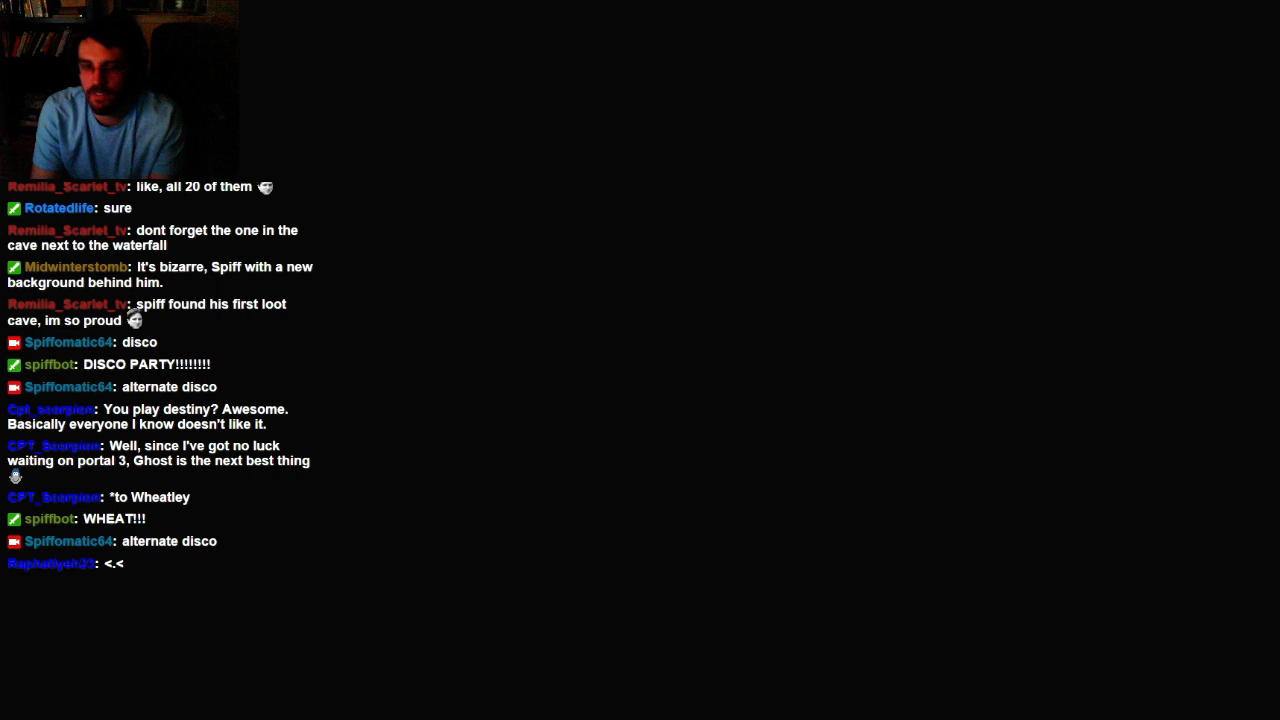 Remilia_Scarlet_tv: like, all 20 of them
Rotatedlife: sure
Remilia_Scarlet_tv: dont forget the one in the
cave next to the waterfall
Midwinterstomb: It's bizarre, Spiff with a new
background behind him.
Remilia_Scarlet_tv: spiff found his first loot
cave, im so proud
Spiffomatic64: disco
spiffbot: DISCO PARTY!!!!!!!!
Spiffomatic64: alternate disco
Cpt_scorpion: You play destiny? Awesome.
Basically everyone I know doesn't like it.
CPT_Scorpion: Well, since I've got no luck
waiting on portal 3, Ghost is the next best thing
CPT_Scorpion: *to Wheatley
spiffbot: WHEAT!!!
Spiffomatic64: alternate disco
: <.<